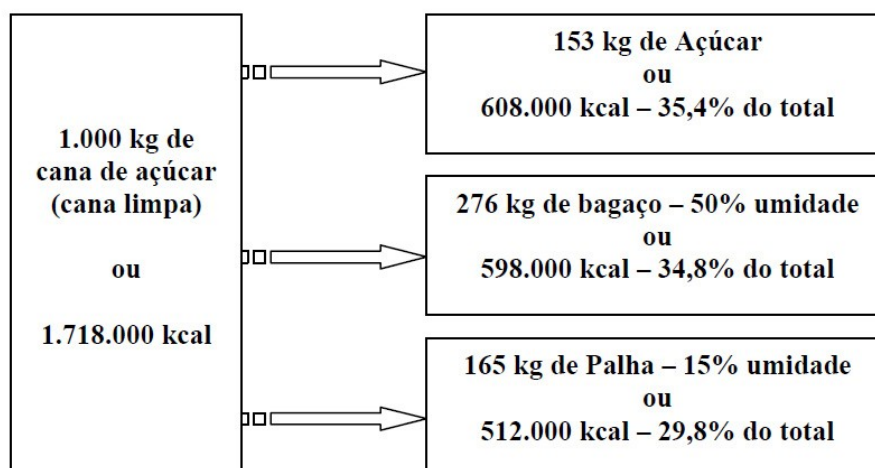 1.000 kg de
cana de açúcar
(cana limpa)
ou
1.718.000 kcal
153 kg de Açúcar
ou
608.000 kcal – 35,4% do total
276 kg de bagaço – 50% umidade
ou
598.000 kcal – 34,8% do total
165 kg de Palha – 15% umidade
ou
512.000 kcal – 29,8% do total